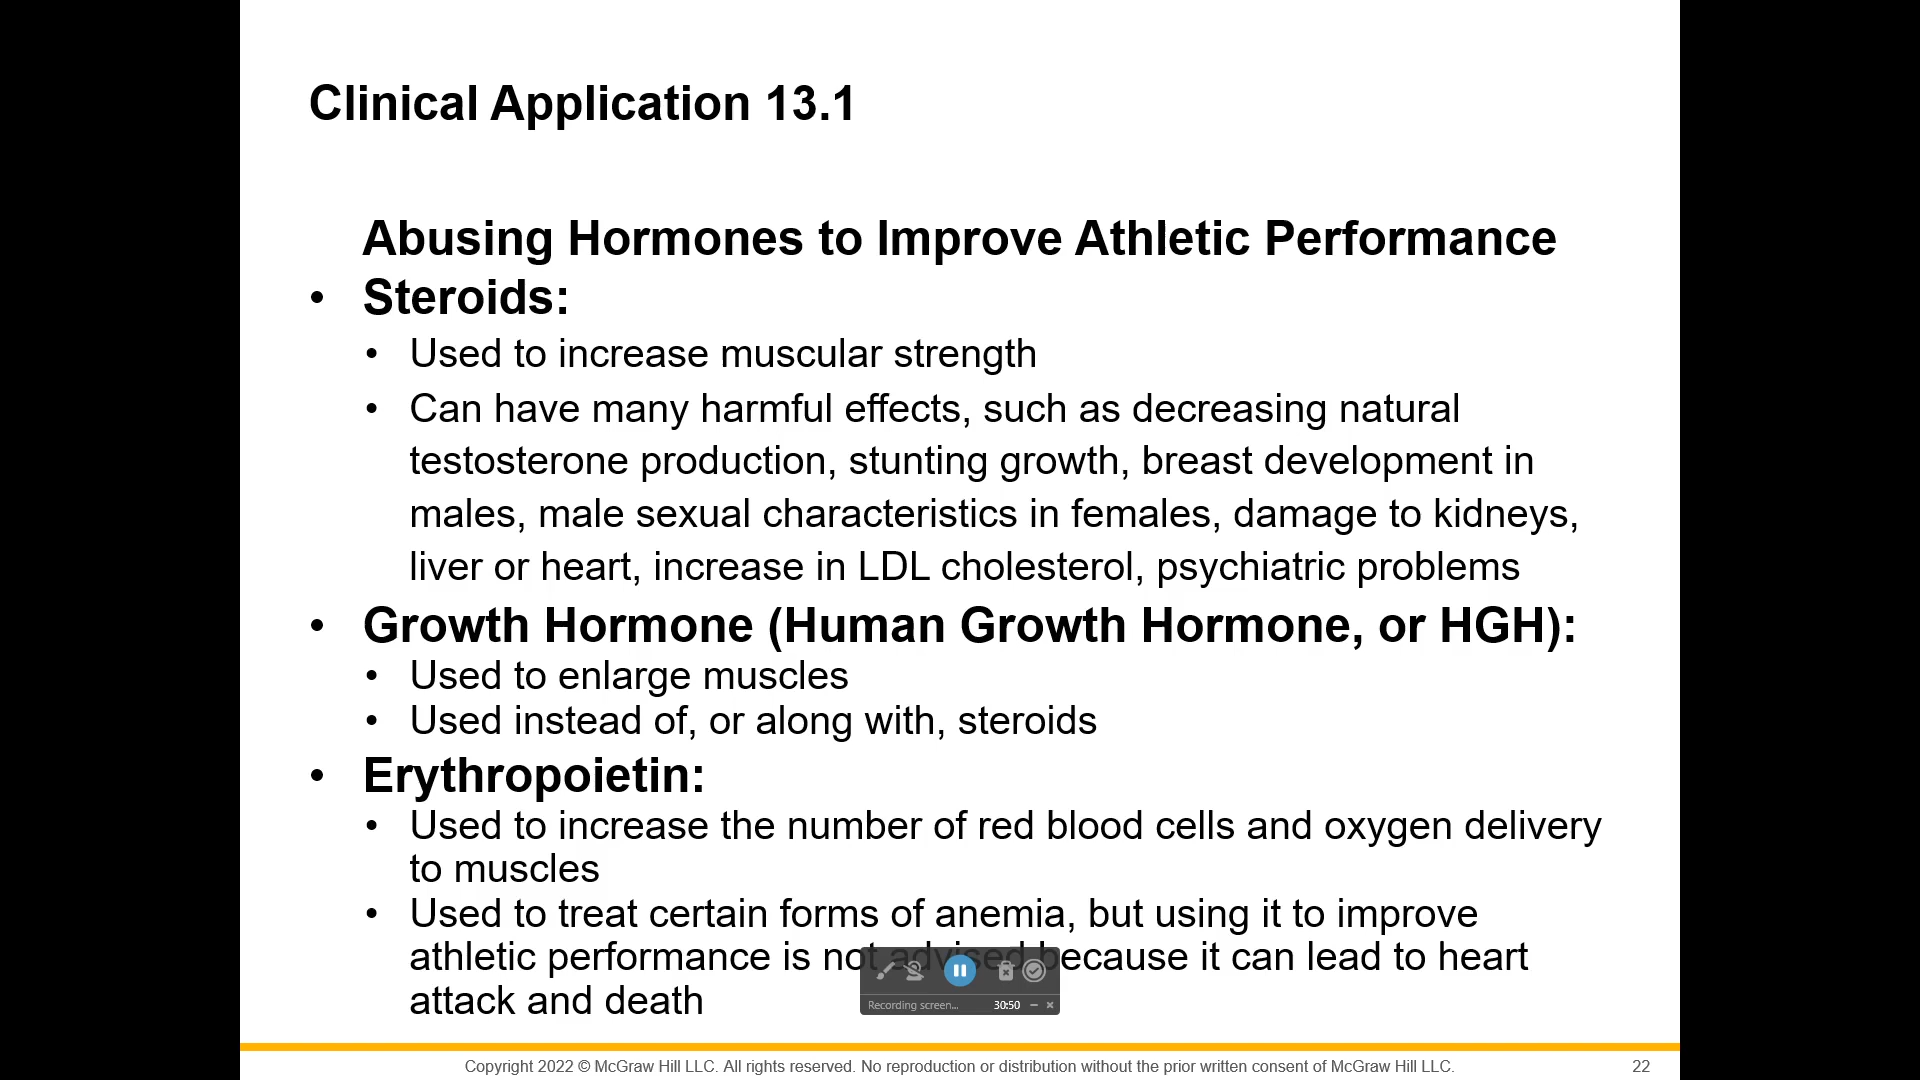 Clinical Application 13.1
Abusing Hormones to Improve Athletic Performance
• Steroids:
• Used to increase muscular strength
• Can have many harmful effects, such as decreasing natural
testosterone production, stunting growth, breast development in
males, male sexual characteristics in females, damage to kidneys,
liver or heart, increase in LDL cholesterol, psychiatric problems
• Growth Hormone (Human Growth Hormone, or HGH):
• Used to enlarge muscles
• Used instead of, or along with, steroids
• Erythropoietin:
• Used to increase the number of red blood cells and oxygen delivery
to muscles
• Used to treat certain forms of anemia, but using it to improve
athletic performance is not advised because it can lead to heart
attack and death
Recording screen... 30:50
Copyright 2022 © McGraw Hill LLC. All rights reserved. No reproduction or distribution without the prior written consent of McGraw Hill LLC. 22